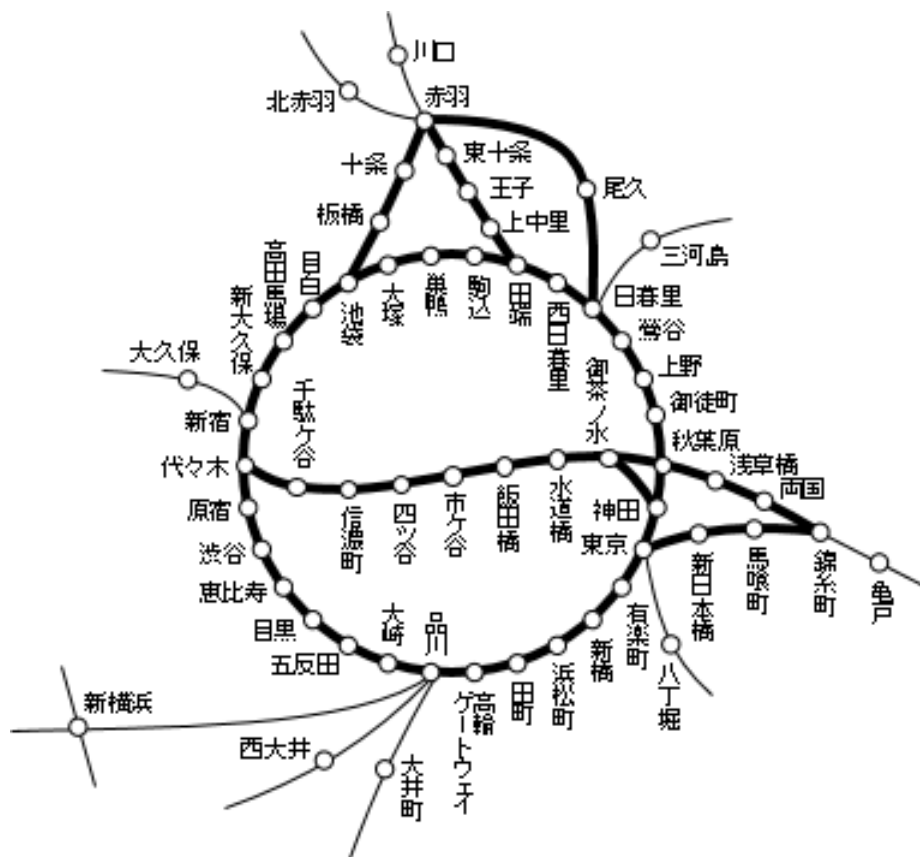 川口
北赤羽
赤羽
十条
東十条
王子
尾久
板橋
上中里
三河島
高田馬場
目白
新大久保
池袋
大塚
巣鴨
駒込
田端
西日暮里
日暮里
鶯谷
大久保
千駄ヶ谷
御茶ノ水
上野
御徒町
新宿
秋葉原
代々木
浅草橋
両国
原宿
信濃町
四ッ谷
市ケ谷
飯田橋
水道橋
神田
東京
渋谷
新日本橋
馬喰町
錦糸町
亀戸
恵比寿
目黒
五反田
大崎
品川
有楽町
新橋
浜松町
田町
高輪
ゲートウェイ
八丁堀
新横浜
西大井
大井町